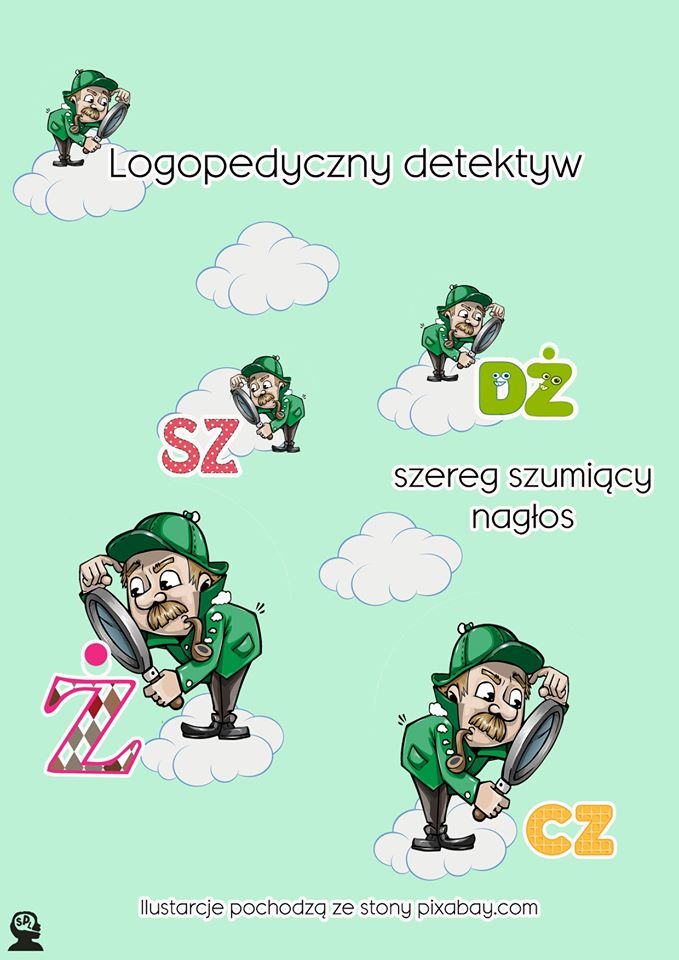 Logopedyczny detektyw
DŻ
SZ
szereg szumiący
nagłos
Ż
CZ
Ilustarcje pochodzą ze stony pixabay.com